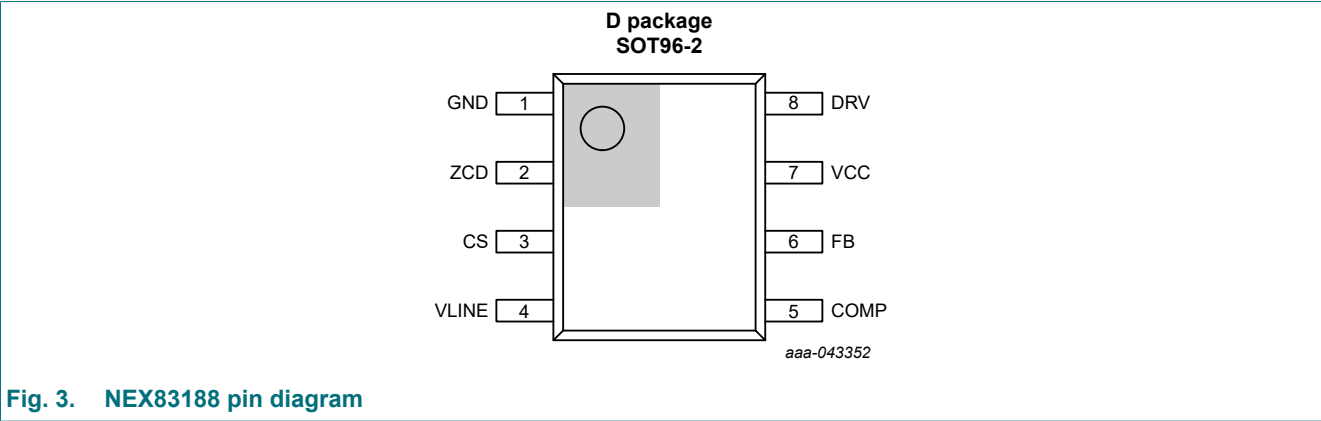 D package
SOT96-2
GND 1 8 DRV
ZCD 2 7 VCC
CS 3 6 FB
VLINE 4 5 COMP
aaa-043352
Fig. 3. NEX83188 pin diagram